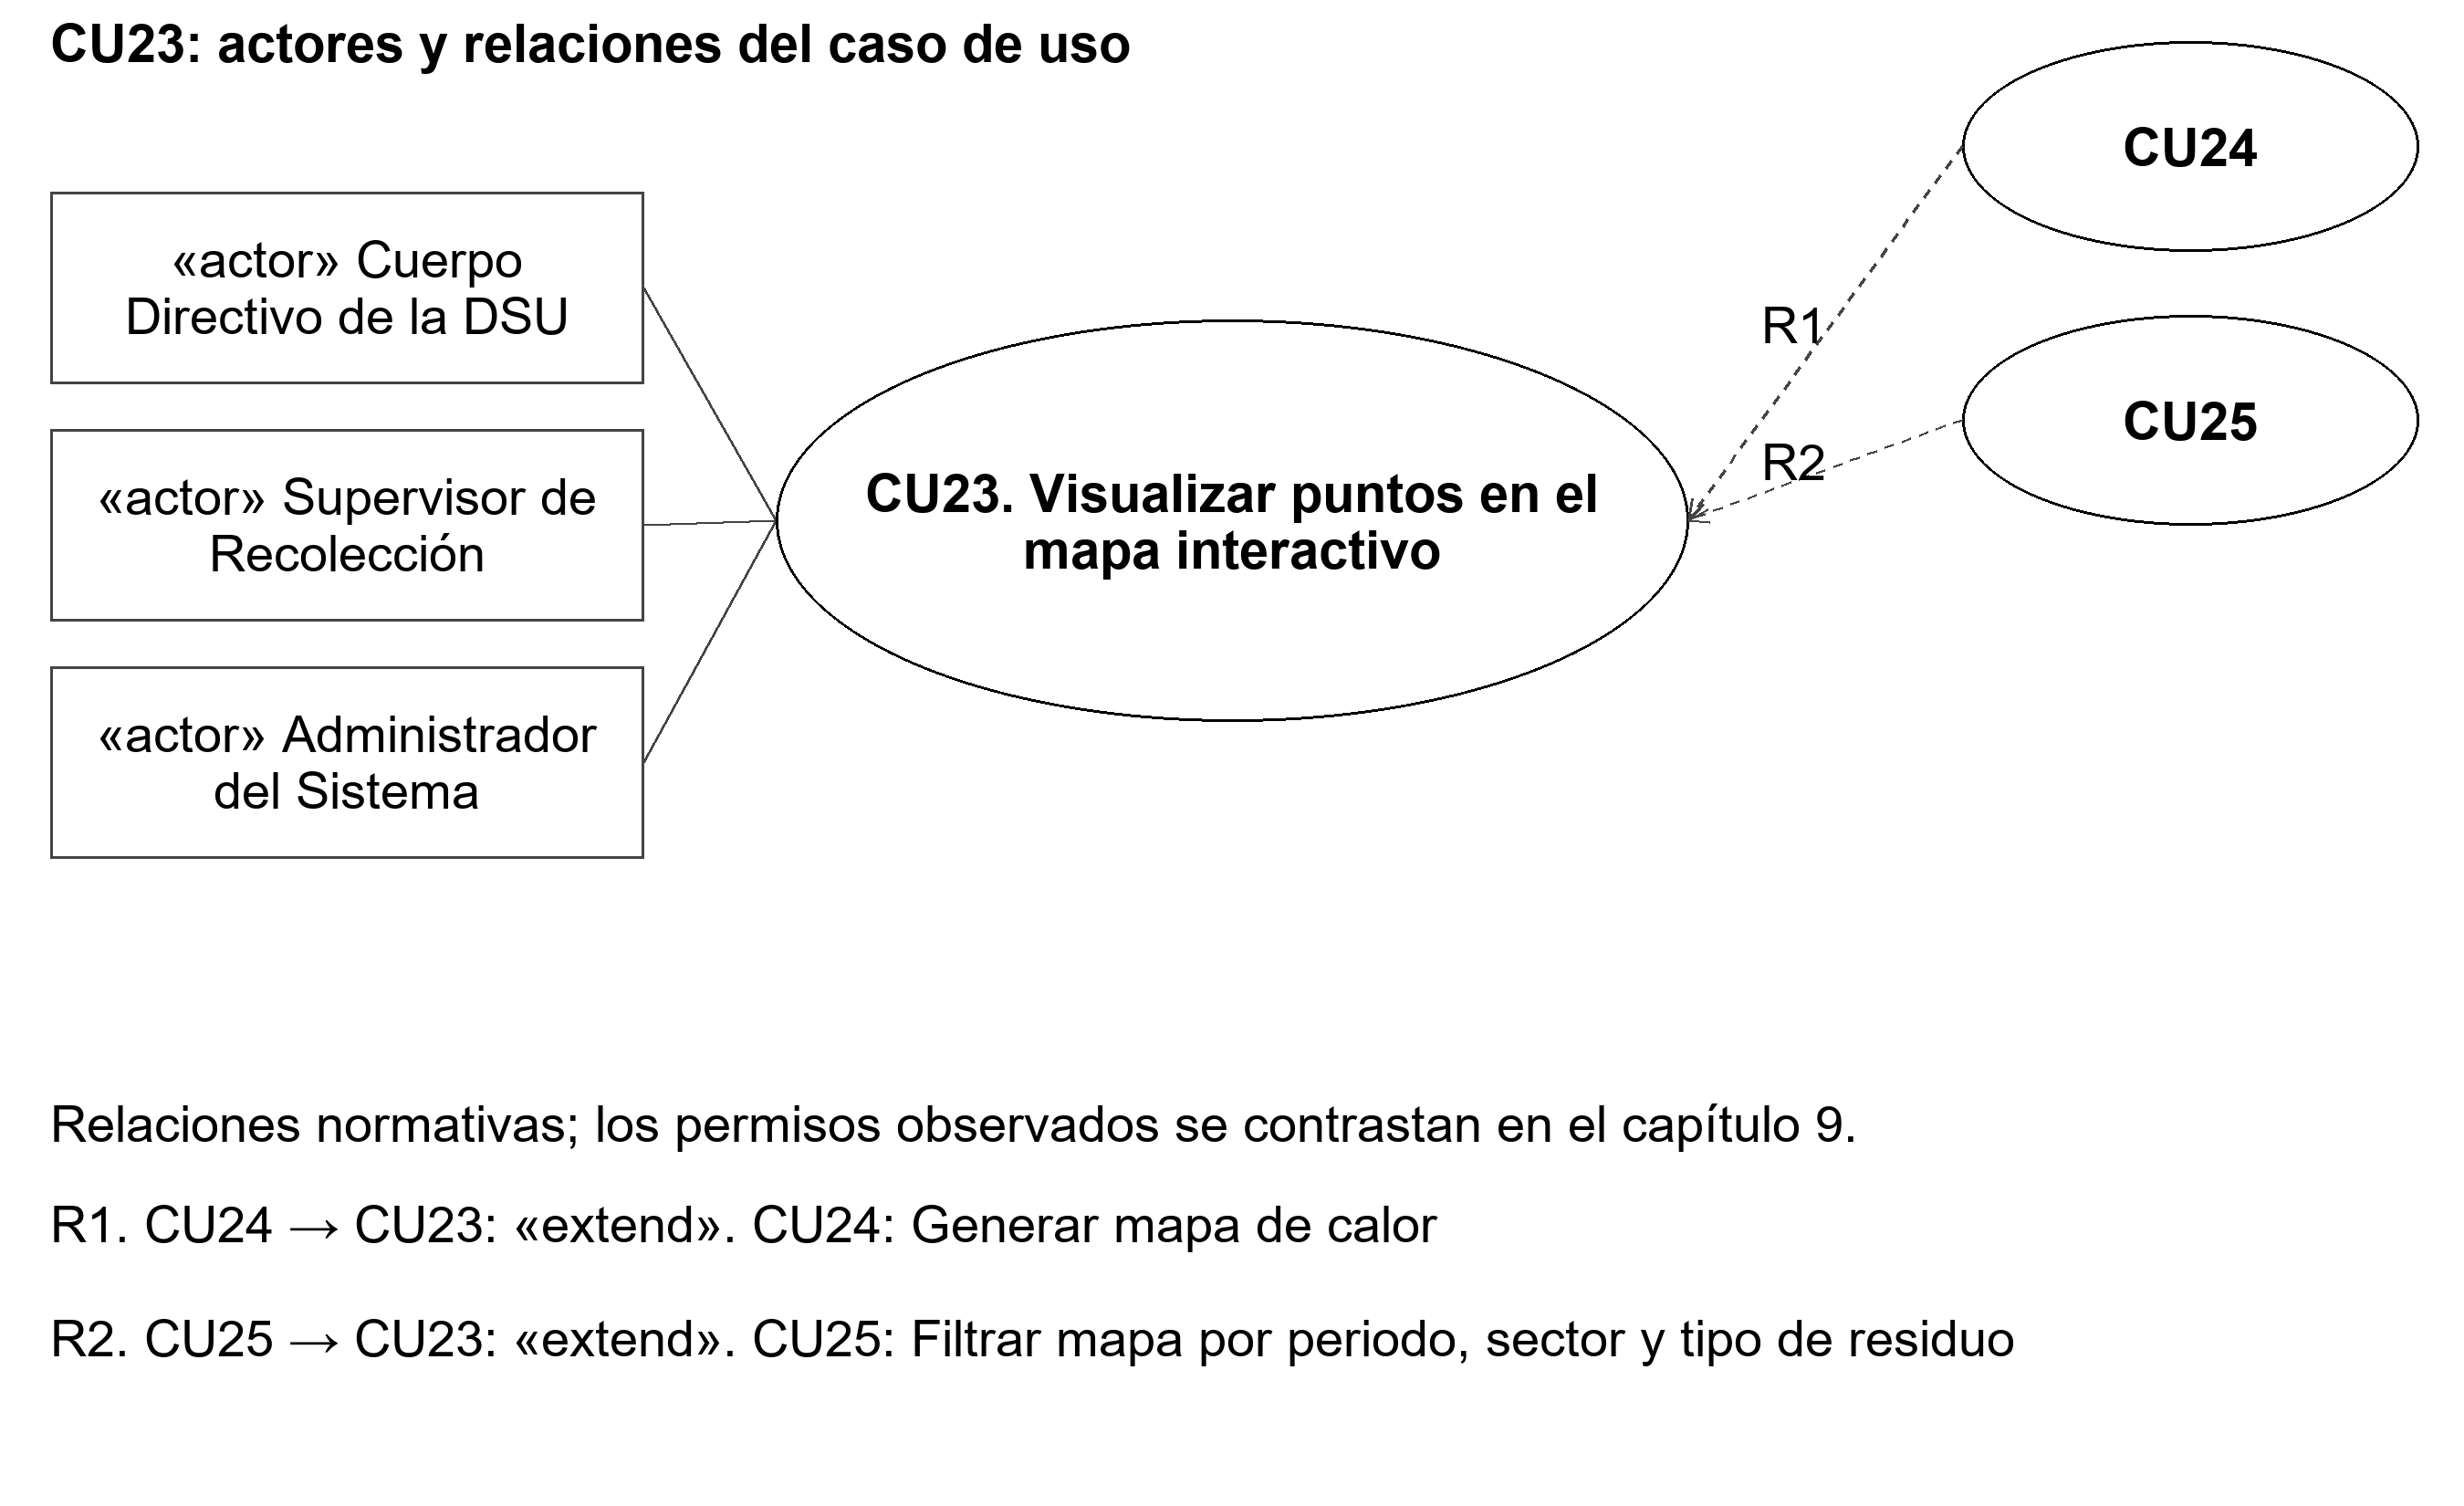 CU23: actores y relaciones del caso de uso
«actor» Cuerpo
Directivo de la DSU
«actor» Supervisor de
Recolección
«actor» Administrador
del Sistema
CU23. Visualizar puntos en el
mapa interactivo
R1
R2
CU24
CU25
Relaciones normativas; los permisos observados se contrastan en el capítulo 9.
R1. CU24 → CU23: «extend». CU24: Generar mapa de calor
R2. CU25 → CU23: «extend». CU25: Filtrar mapa por periodo, sector y tipo de residuo